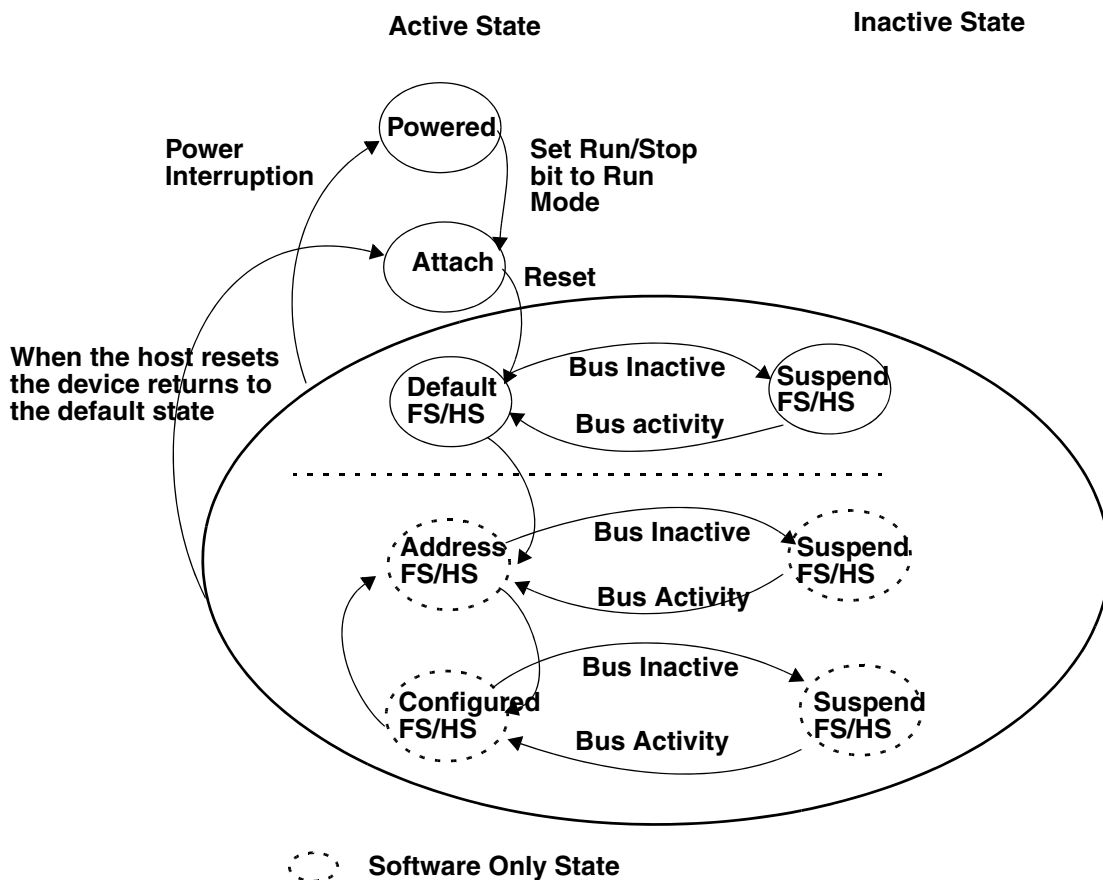 Active State
Inactive State
Powered
Power
Interruption
Set Run/Stop
bit to Run
Mode
Attach
Reset
When the host resets
the device returns to
the default state
Default
FS/HS
Bus Inactive
Suspend
FS/HS
Bus activity
Address
FS/HS
Bus Inactive
Suspend
FS/HS
Bus Activity
Configured
FS/HS
Bus Inactive
Suspend
FS/HS
Bus Activity
Software Only State